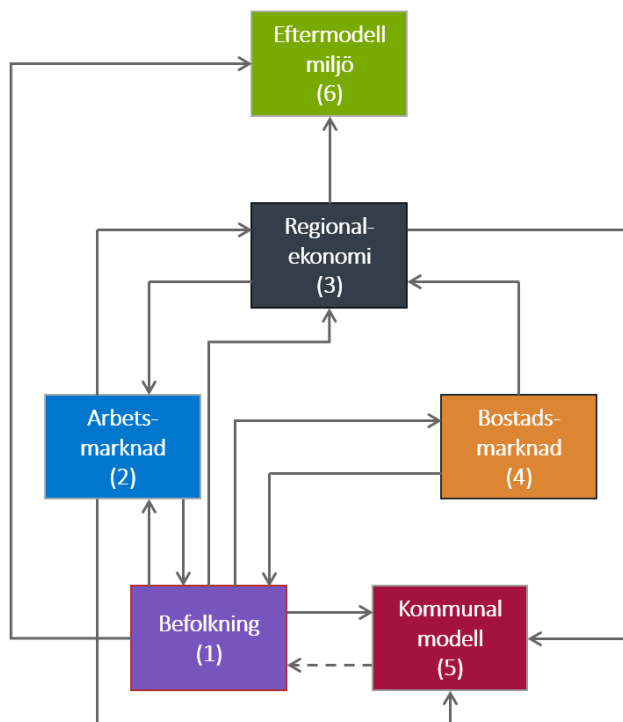 Eftermodell
miljö
(6)
Regional-
ekonomi
(3)
Arbets-
marknad
(2)
Bostads-
marknad
(4)
Befolkning
(1)
Kommunal
modell
(5)